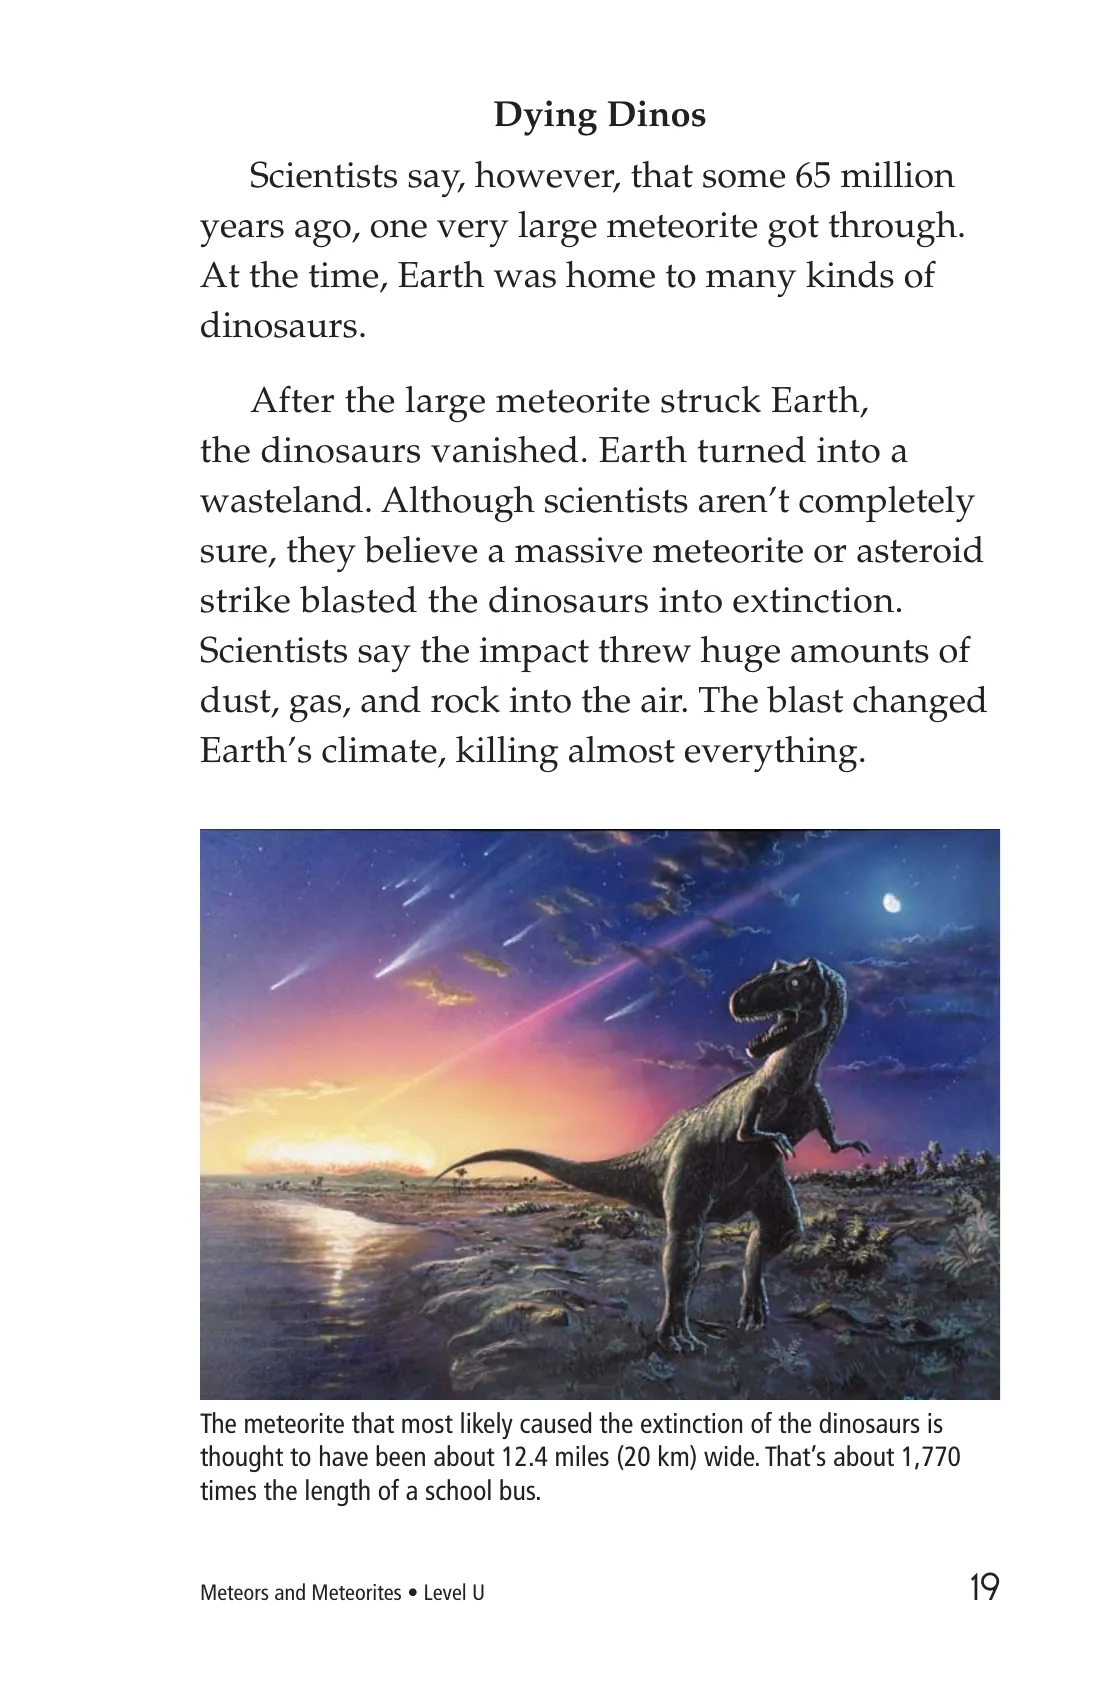 Dying Dinos
Scientists say, however, that some 65 million
years ago, one very large meteorite got through.
At the time, Earth was home to many kinds of
dinosaurs.
After the large meteorite struck Earth,
the dinosaurs vanished. Earth turned into a
wasteland. Although scientists aren’t completely
sure, they believe a massive meteorite or asteroid
strike blasted the dinosaurs into extinction.
Scientists say the impact threw huge amounts of
dust, gas, and rock into the air. The blast changed
Earth’s climate, killing almost everything.
The meteorite that most likely caused the extinction of the dinosaurs is
thought to have been about 12.4 miles (20 km) wide. That’s about 1,770
times the length of a school bus.
Meteors and Meteorites • Level U
19